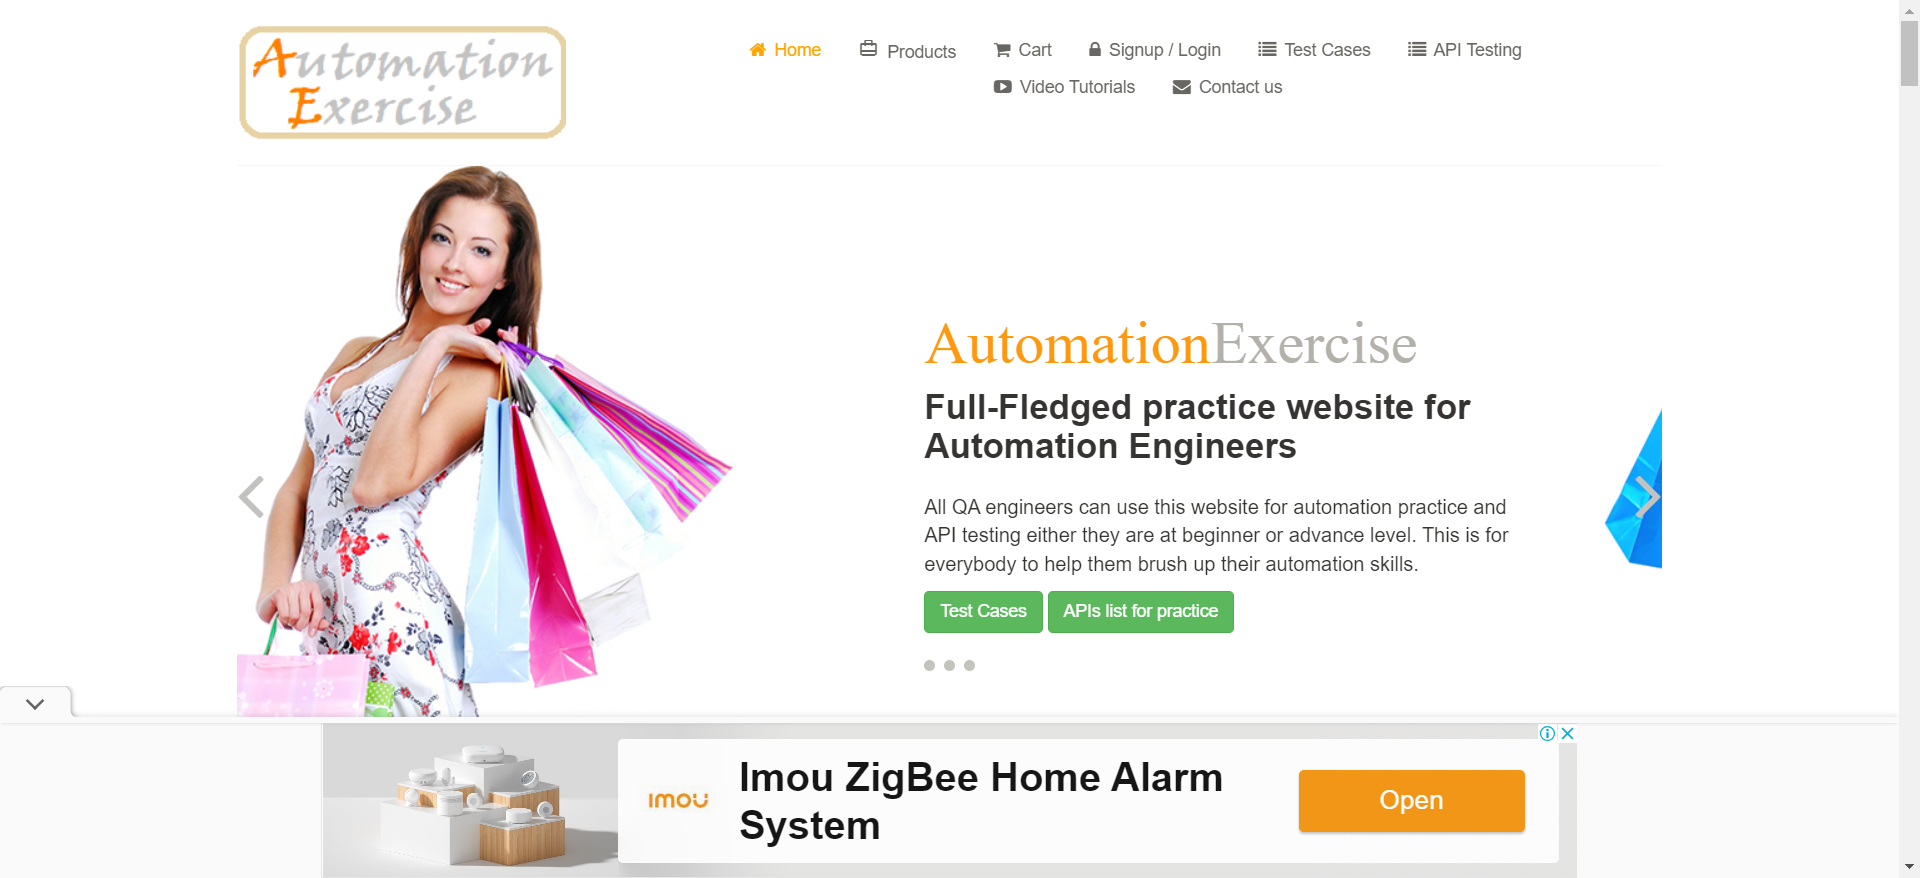 Automation
Exercise
Home
Products
Cart
Signup / Login
Test Cases
API Testing
Video Tutorials
Contact us
AutomationExercise
Full-Fledged practice website for
Automation Engineers
All QA engineers can use this website for automation practice and
API testing either they are at beginner or advance level. This is for
everybody to help them brush up their automation skills.
Test Cases
APIs list for practice
imou
Imou ZigBee Home Alarm
System
Open